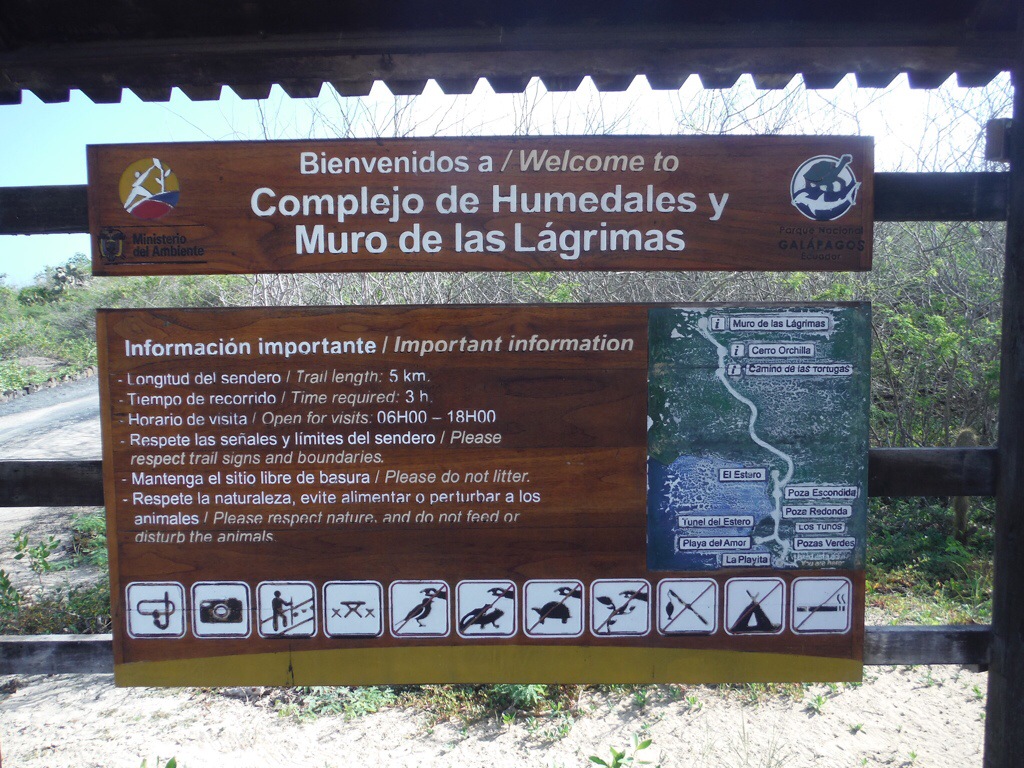 Bienvenidos a / Welcome to
Complejo de Humedales y
Muro de las Lágrimas
Ministerio
del Ambiente
Parque Nacional
GALÁPAGOS
Ecuador
Información importante / Important information
- Longitud del sendero / Trail length: 5 km.
- Tiempo de recorrido / Time required: 3 h.
- Horario de visita / Open for visits: 06H00 – 18H00
- Respete las señales y límites del sendero / Please
respect trail signs and boundaries.
- Mantenga el sitio libre de basura / Please do not litter.
- Respete la naturaleza, evite alimentar o perturbar a los
animales / Please respect nature, and do not feed or
disturb the animals.
i Muro de las Lágrimas
i Cerro Orchilla
i Camino de las Tortugas
El Estero
Poza Escondida
Poza Redonda
Los Tunos
Tunel del Estero
Playa del Amor
Pozas Verdes
La Playita
You are here